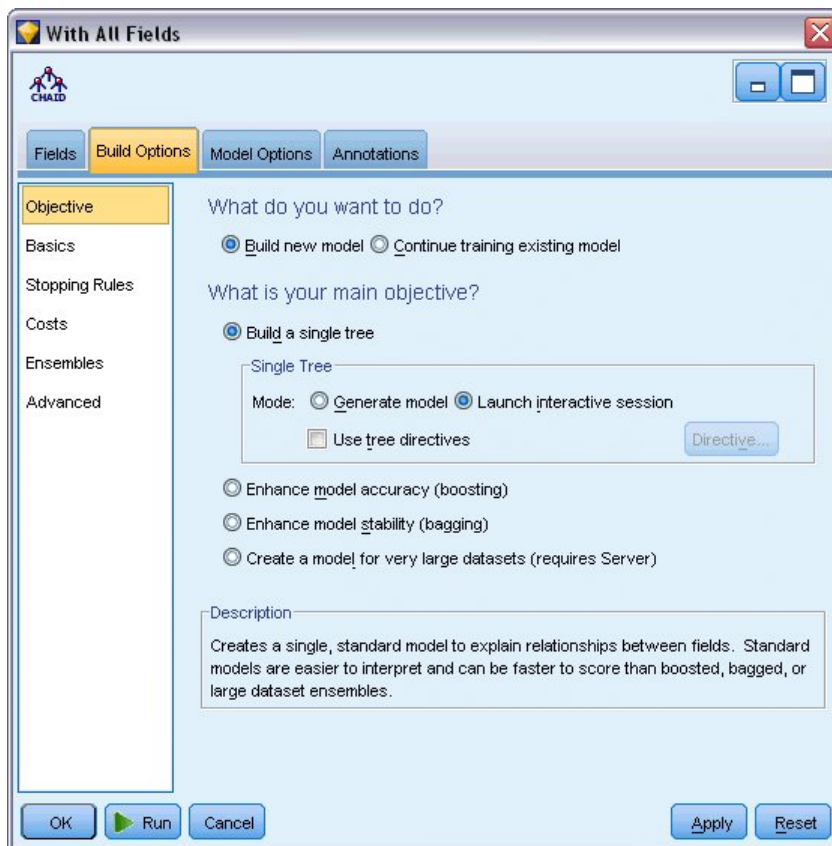 With All Fields
CHAID
Fields Build Options Model Options Annotations
Objective
Basics
Stopping Rules
Costs
Ensembles
Advanced
What do you want to do?
Build new model Continue training existing model
What is your main objective?
Build a single tree
Single Tree
Mode: Generate model Launch interactive session
Use tree directives Directive...
Enhance model accuracy (boosting)
Enhance model stability (bagging)
Create a model for very large datasets (requires Server)
Description
Creates a single, standard model to explain relationships between fields. Standard
models are easier to interpret and can be faster to score than boosted, bagged, or
large dataset ensembles.
OK Run Cancel Apply Reset